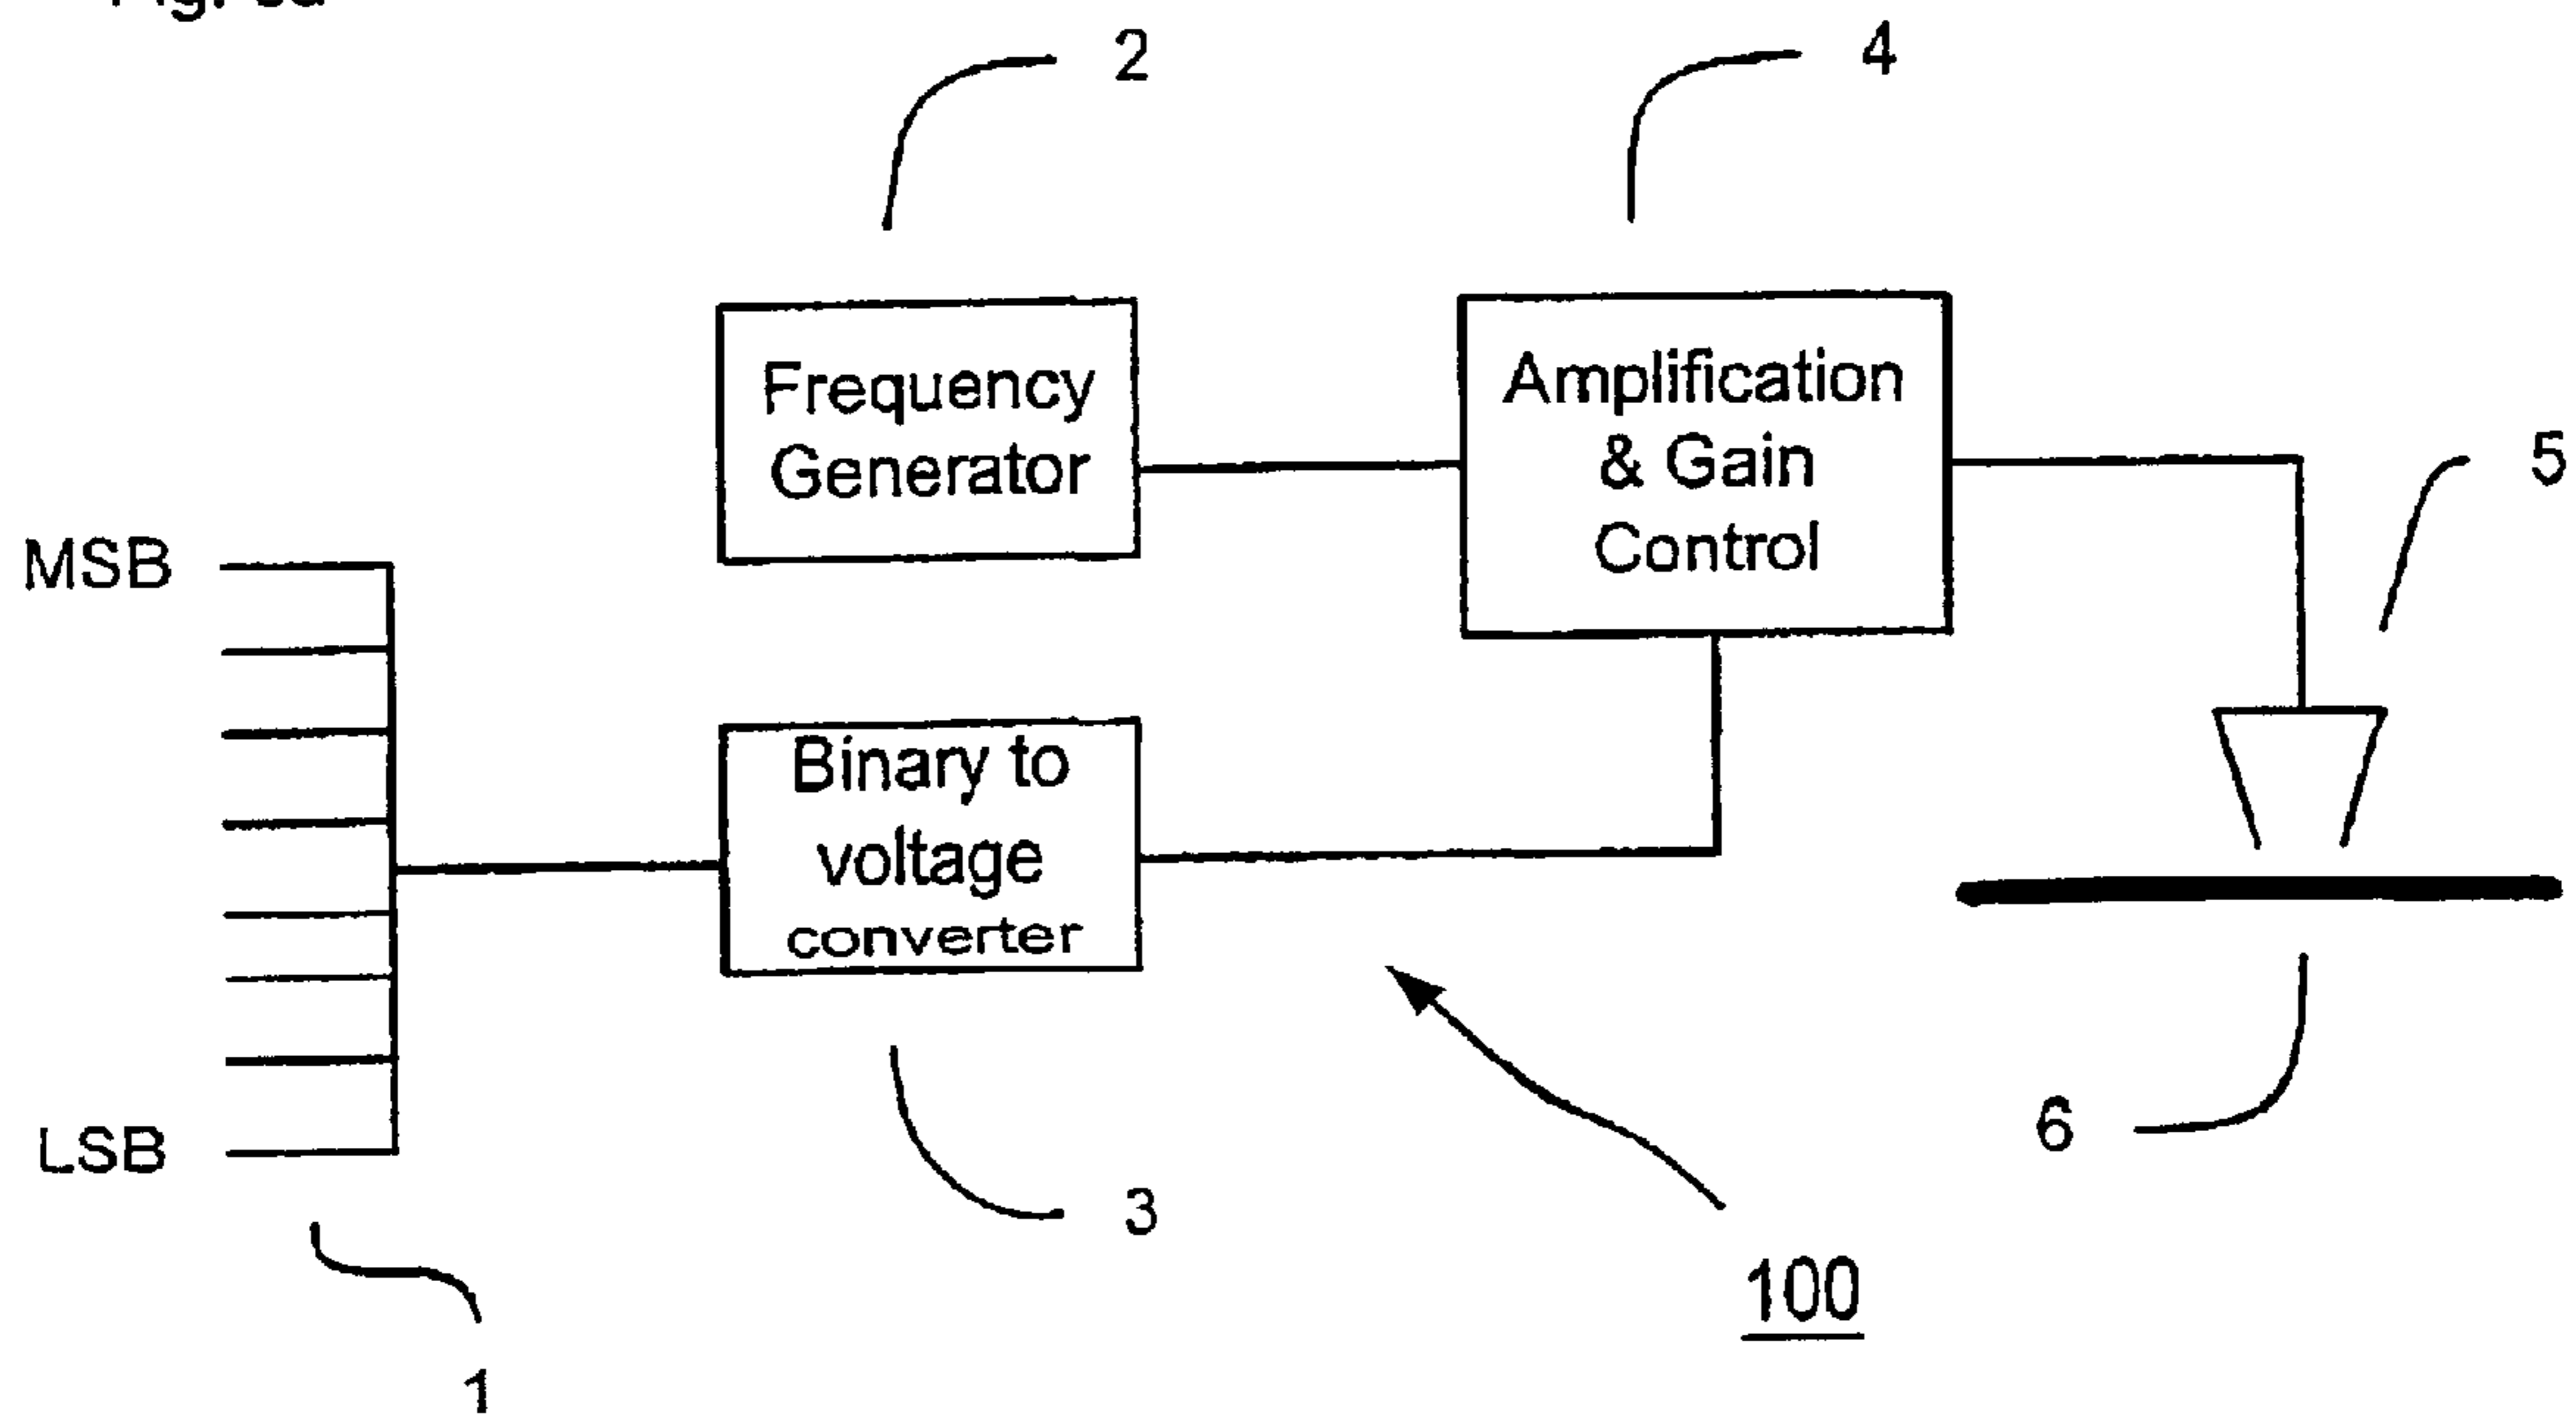 2
4
Frequency
Generator
Amplification
& Gain
Control
5
MSB
Binary to
voltage
converter
LSB
6
3
100
1